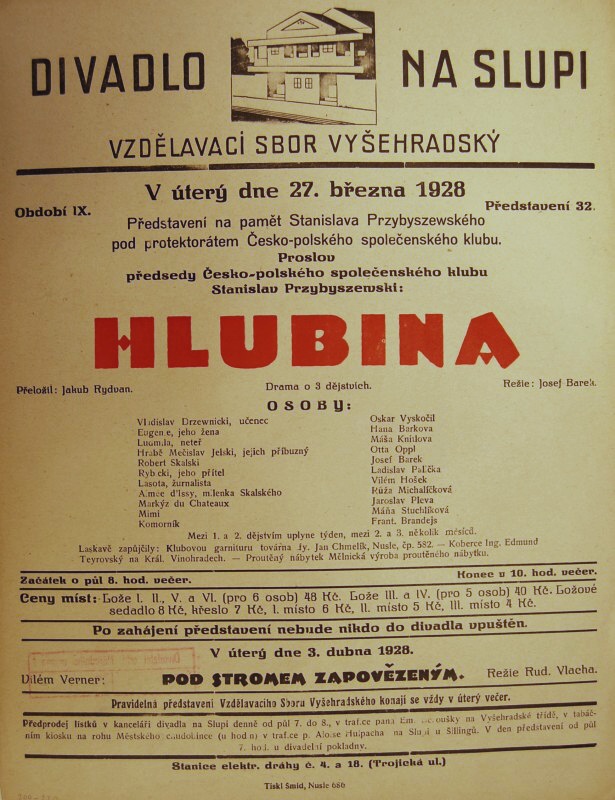 DIVADLO NA SLUPI
VZDĚLAVACÍ SBOR VYŠEHRADSKÝ
V úterý dne 27. března 1928
Období IX.
Představení 32.
Představení na pamět Stanislava Przybyszewského
pod protektorátem Česko-polského společenského klubu.
Proslov
předsedy Česko-polského společenského klubu
Stanislav Przybyszewski:
HLUBINA
Přeložil: Jakub Rydvan.
Drama o 3 dějstvích.
Režie: Josef Barek.
OSOBY:
Vladislav Drzewnicki, učenec Oskar Vyskočil
Eugenie, jeho žena Hana Barkova
Ludmila, neteř Máša Knitlova
Hrabě Mečislav Jelski, jejich příbuzný Otta Oppl
Robert Skalski Josef Barek
Rybicki, jeho přítel Ladislav Palička
Lasota, žurnalista Vilém Hošek
Aimée d'Issy, milenka Skalského Růža Michalíčková
Markýz du Chateaux Jaroslav Pleva
Mimi Máňa Stuchlíkova
Komorník Frant. Brandejs
Mezi 1. a 2. dějstvím uplyne týden, mezi 2. a 3. několik měsíců.
Laskavě zapůjčily: Klubovou garnituru továrna Jan Chmelík, Nusle, čp. 582. — Koberce Ing. Edmund
Teyrovský na Král. Vinohradech. — Proutěný nábytek Mělnická výroba proutěného nábytku.
Začátek o půl 8. hod. večer.
Konec v 10. hod. večer.
Ceny míst: Lože I. II., V. a VI. (pro 6 osob) 48 Kč. Lože III. a IV. (pro 5 osob) 40 Kč. Ložové
sedadlo 8 Kč, křeslo 7 Kč, I. místo 6 Kč, II. místo 5 Kč, III. místo 4 Kč.
Po zahájení představení nebude nikdo do divadla vpuštěn.
V úterý dne 3. dubna 1928.
Vilém Verner: POD STROMEM ZAPOVĚZENÝM. Režie Rud. Vlacha.
Pravidelná představení Vzdělavacího Sboru Vyšehradského konají se vždy v úterý večer.
Předprodej lístků v kanceláři divadla na Slupi denně od půl 7. do 8., v trafice pana Em. na Vyšehradské třídě, v tabáčním
kiosku na rohu Městského (u hodin) v trafice p. Aloise na Slupi u Šillingů. V den představení od půl
7. hod. u divadelní pokladny.
Stanice elektr. dráhy č. 4. a 18. (Trojická ul.)
Tiskl Šmíd, Nusle 686